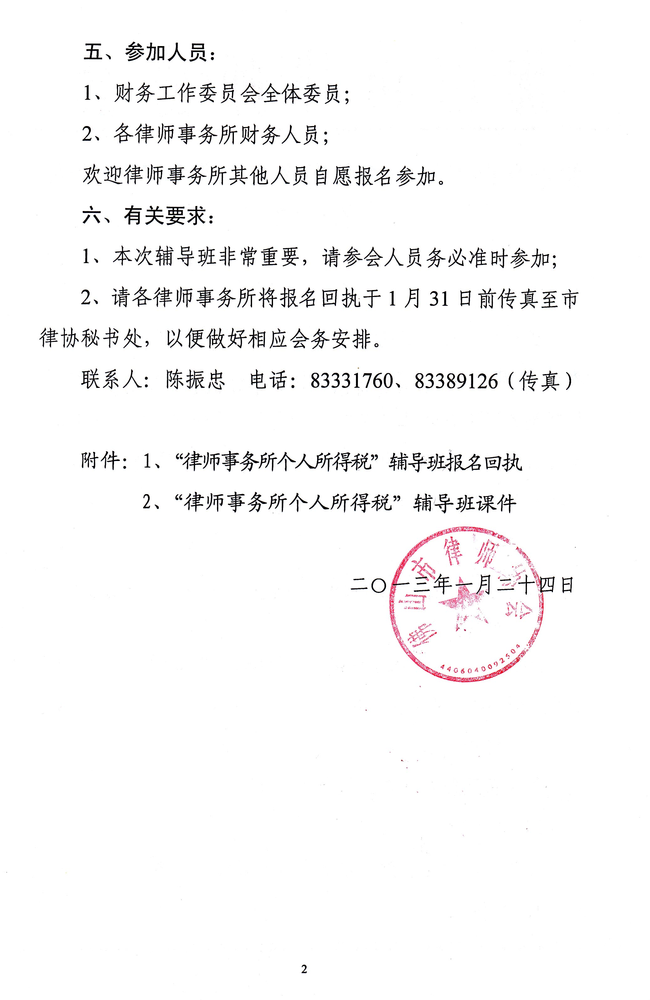 五、参加人员：
1、财务工作委员会全体委员；
2、各律师事务所财务人员；
欢迎律师事务所其他人员自愿报名参加。
六、有关要求：
1、本次辅导班非常重要，请参会人员务必准时参加；
2、请各律师事务所将报名回执于1月31日前传真至市
律协秘书处，以便做好相应会务安排。
联系人：陈振忠 电话：83331760、83389126（传真）
附件：1、“律师事务所个人所得税”辅导班报名回执
2、“律师事务所个人所得税”辅导班课件
佛山市律师协会
二〇一三年一月二十四日
4406040092504
2